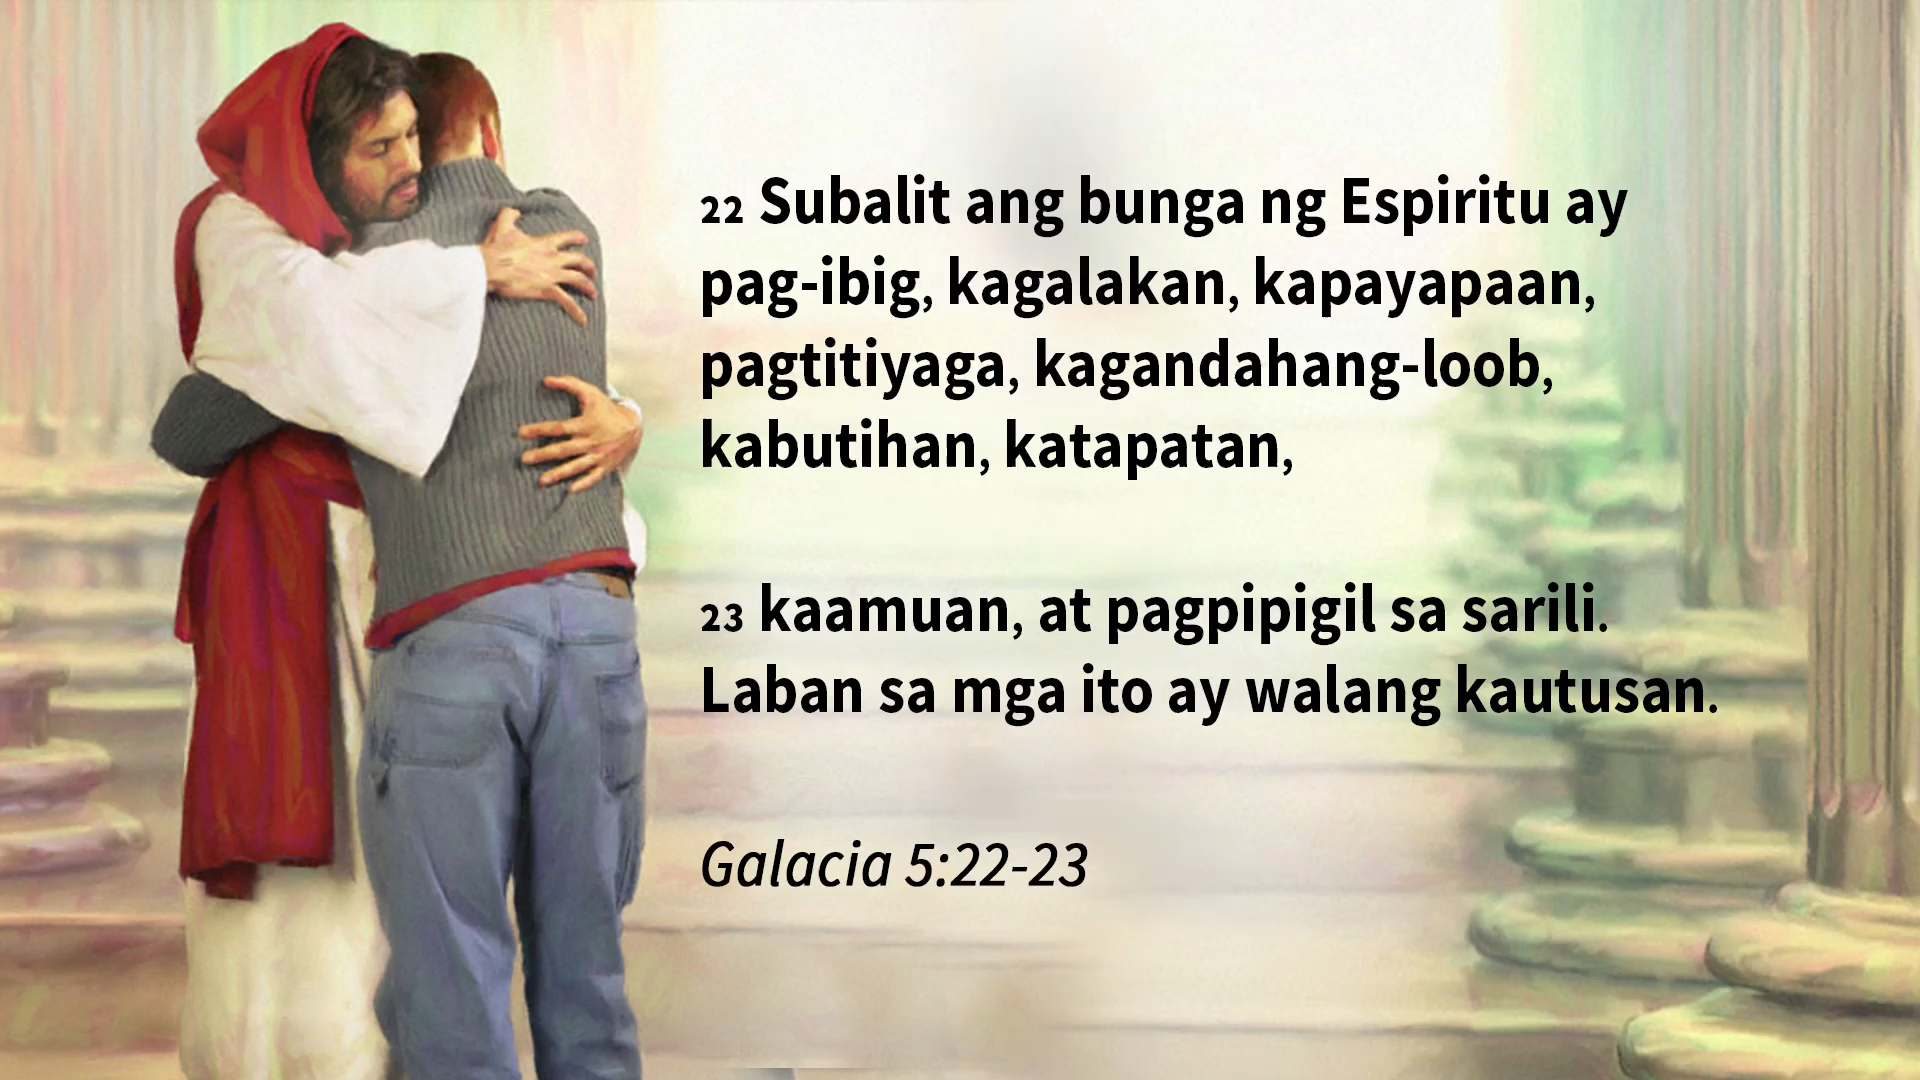 22 Subalit ang bunga ng Espiritu ay
pag-ibig, kagalakan, kapayapaan,
pagtitiyaga, kagandahang-loob,
kabutihan, katapatan,
23 kaamuan, at pagpipigil sa sarili.
Laban sa mga ito ay walang kautusan.
Galacia 5:22-23